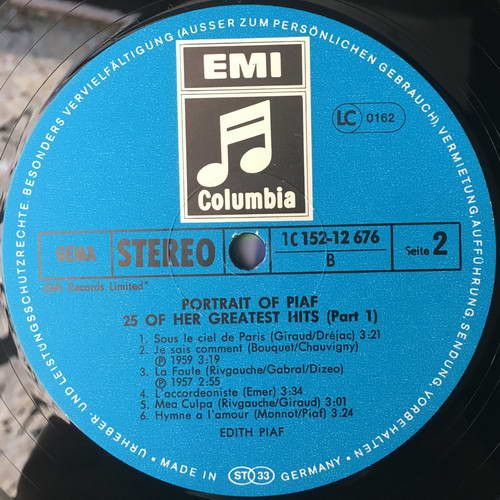 URHEBER- UND LEISTUNGSSCHUTZRECHTE, BESONDERS VERVIELFÄLTIGUNG (AUSSER ZUM PERSÖNLICHEN GEBRAUCH), VERMIETUNG, AUFFÜHRUNG, SENDUNG, VORBEHALTEN
EMI
Columbia
LC 0162
GEMA
STEREO
1C 152-12 676
B
Seite 2
EMI Records Limited"
PORTRAIT OF PIAF
25 OF HER GREATEST HITS (Part 1)
1. Sous le ciel de Paris (Giraud/Dréjac) 3:21
2. Je sais comment (Bouquet/Chauvigny)
Ⓟ 1959 3:19
3. La Foule (Rivgauche/Gabral/Dizeo)
Ⓟ 1957 2:55
4. L'accordeoniste (Emer) 3:34
5. Mea Culpa (Rivgauche/Giraud) 3:01
6. Hymne a l'amour (Monnot/Piaf) 3:24
EDITH PIAF
MADE IN ST 33 GERMANY